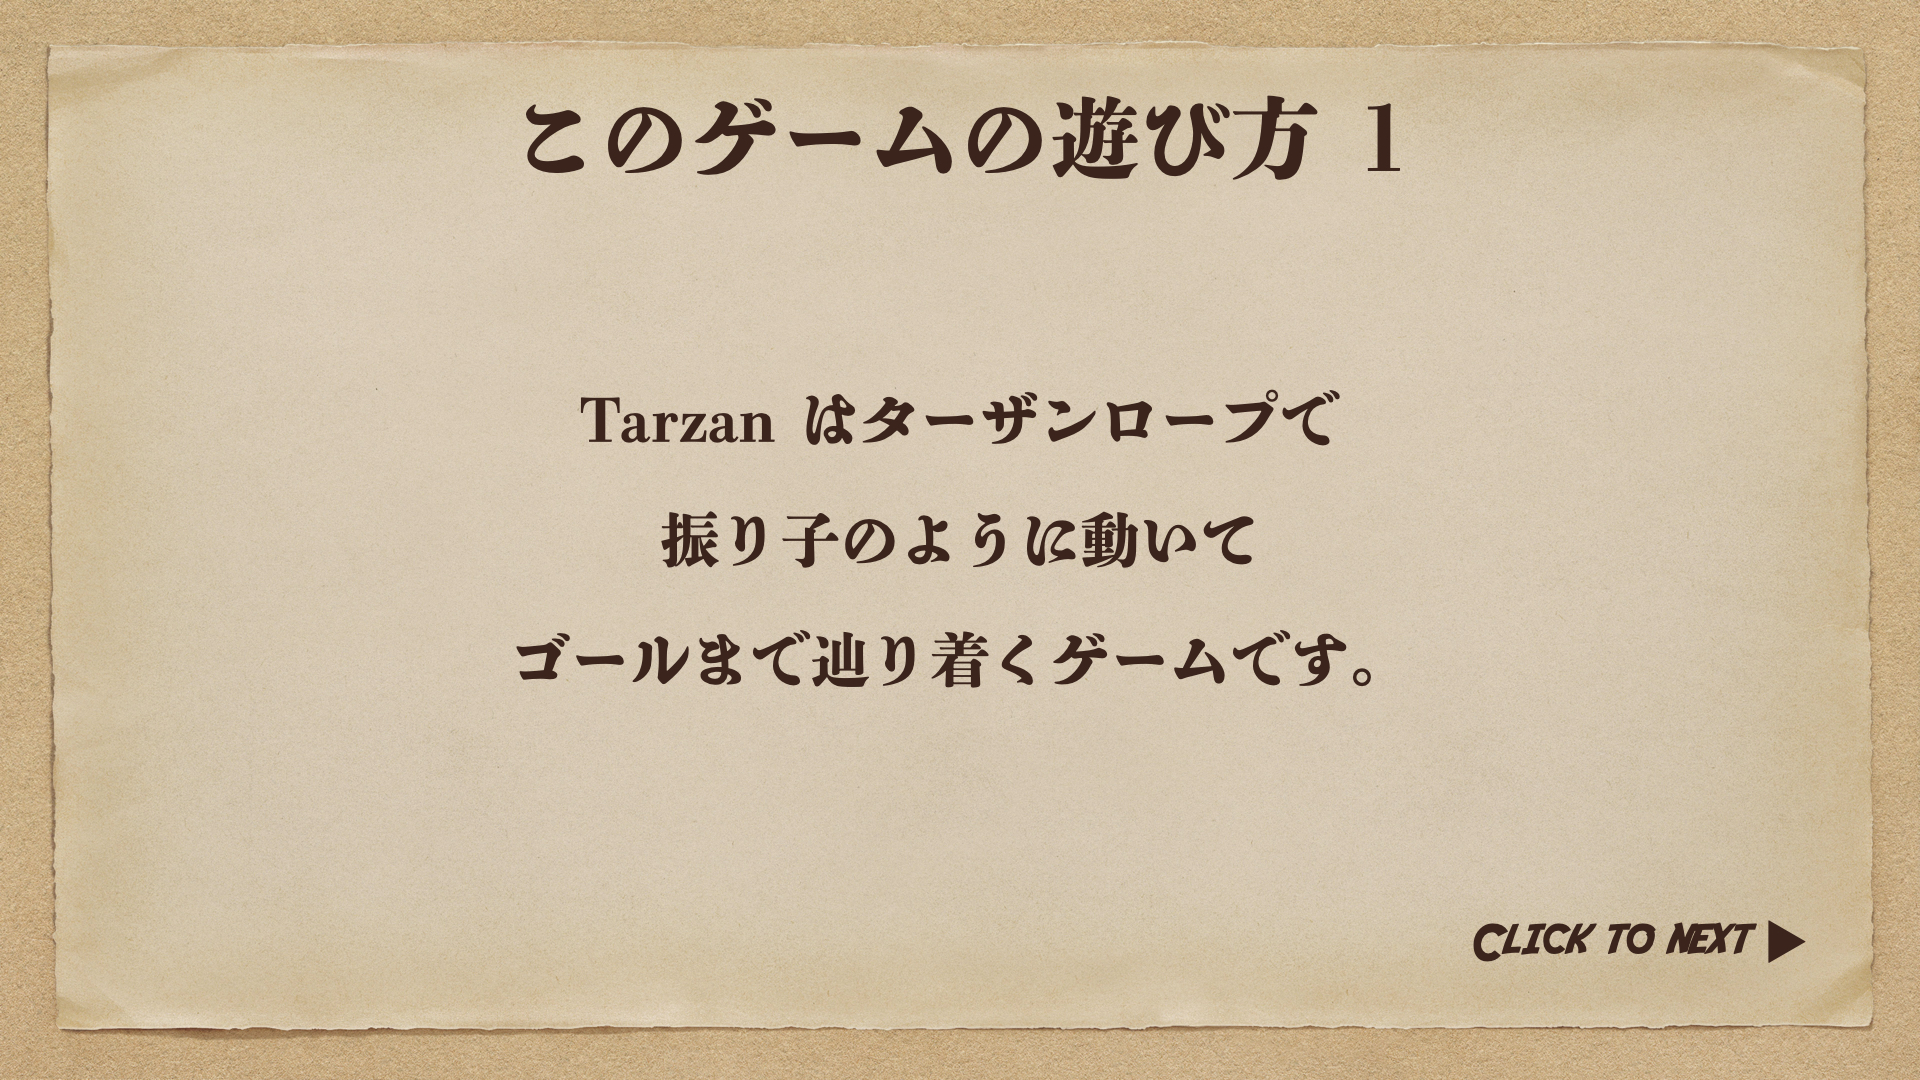 このゲームの遊び方 1
Tarzan はターザンロープで
振り子のように動いて
ゴールまで辿り着くゲームです。
CLICK TO NEXT ▶